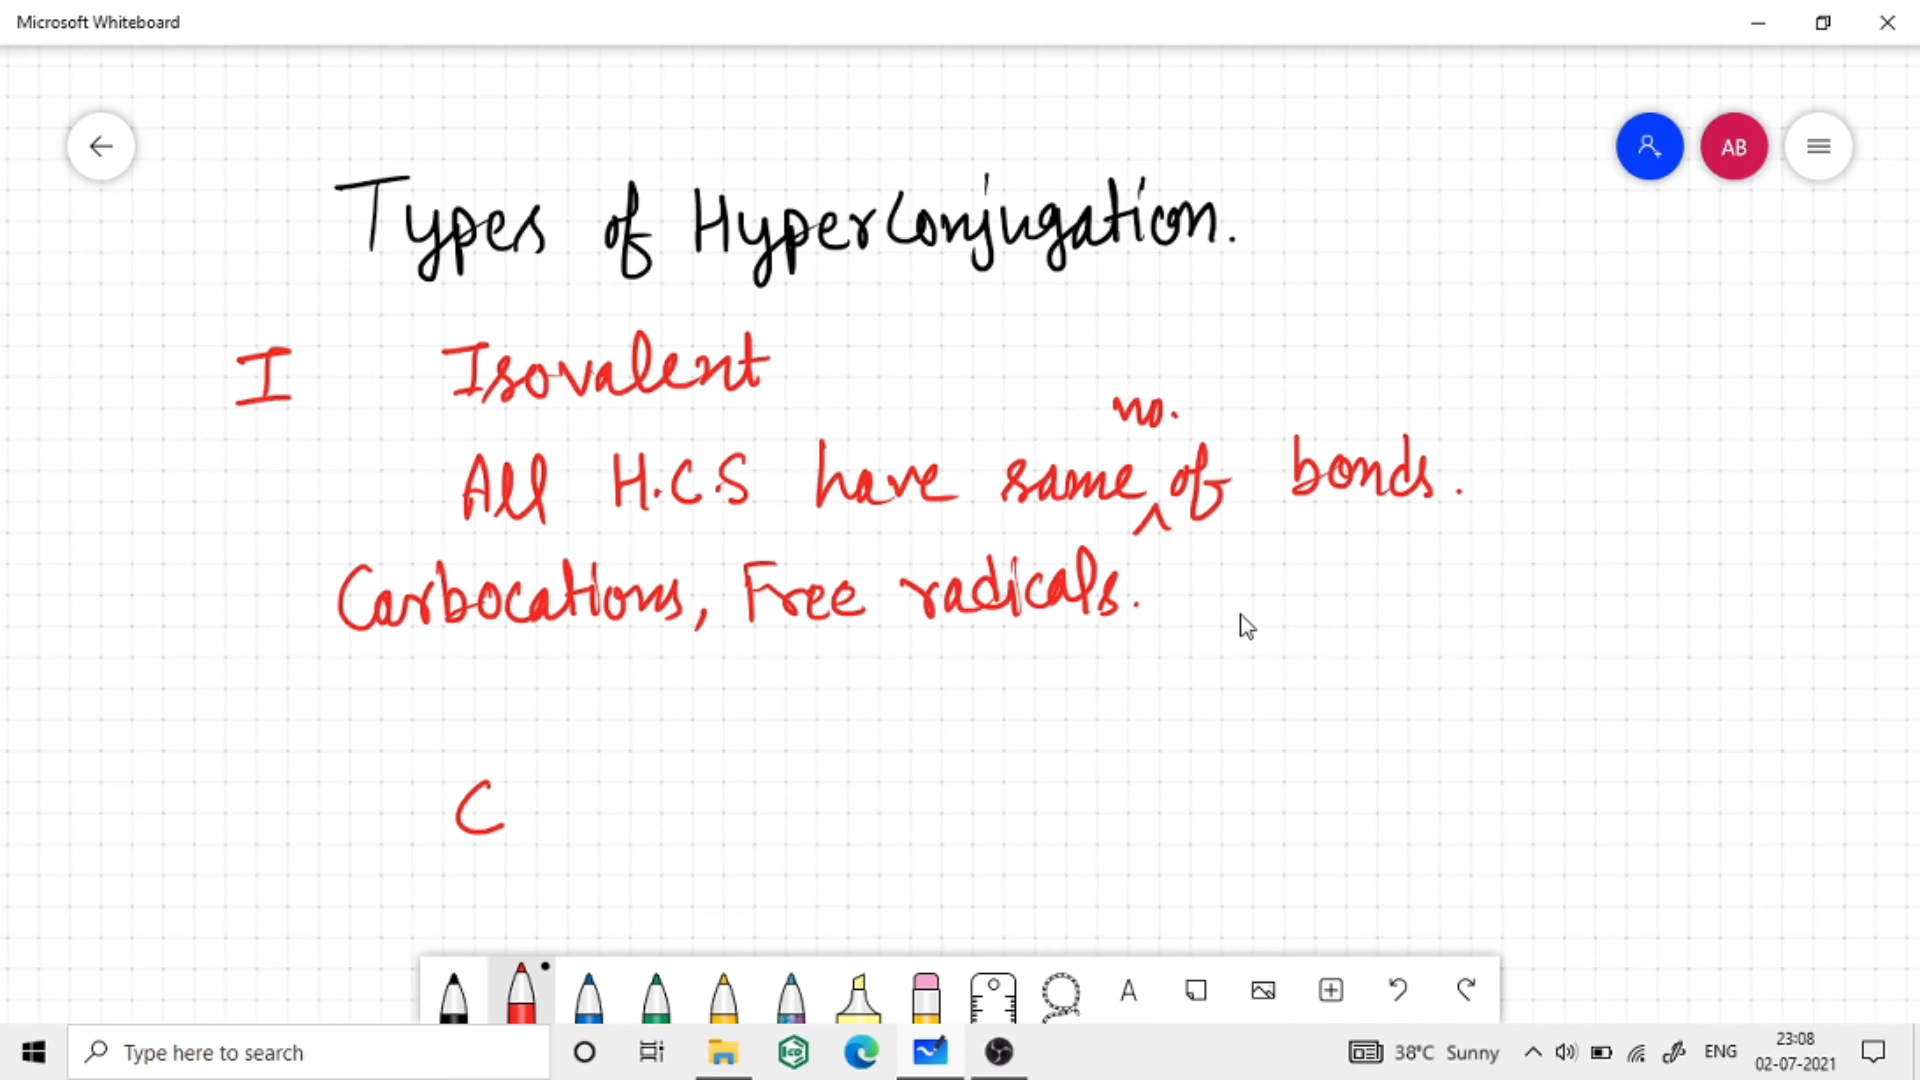 Microsoft Whiteboard
AB
Types of Hyperconjugation.
I Isovalent
no.
All H.C.S have same ^ of bonds.
Carbocations, Free radicals.
C
A
Type here to search
38°C Sunny
ENG
23:08
02-07-2021